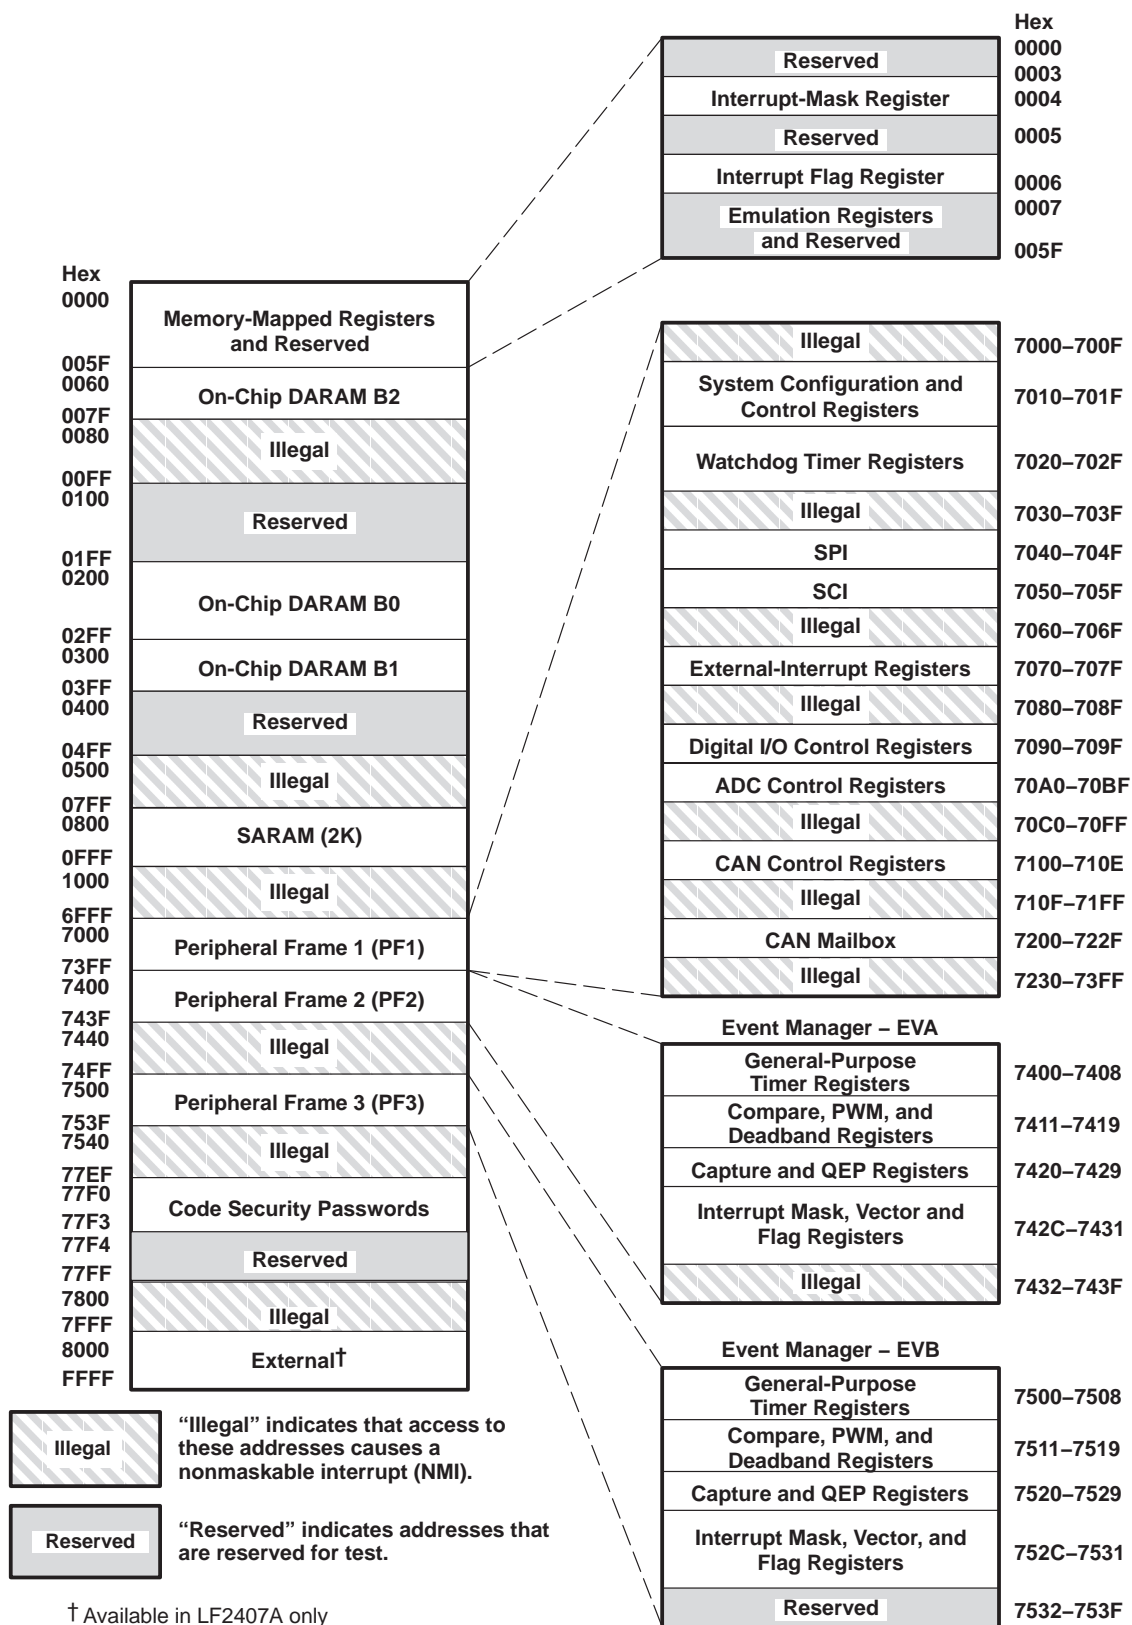 Hex
0000
Reserved
0003
Interrupt-Mask Register
0004
Reserved
0005
Interrupt Flag Register
0006
0007
Emulation Registers
and Reserved
005F
Hex
0000
Memory-Mapped Registers
and Reserved
005F
0060
On-Chip DARAM B2
007F
0080
Illegal
00FF
0100
Reserved
01FF
0200
On-Chip DARAM B0
02FF
0300
On-Chip DARAM B1
03FF
0400
Reserved
04FF
0500
Illegal
07FF
0800
SARAM (2K)
0FFF
1000
Illegal
6FFF
7000
Peripheral Frame 1 (PF1)
73FF
7400
Peripheral Frame 2 (PF2)
743F
7440
Illegal
74FF
7500
Peripheral Frame 3 (PF3)
753F
7540
Illegal
77EF
77F0
Code Security Passwords
77F3
77F4
Reserved
77FF
7800
Illegal
7FFF
8000
External†
FFFF
Illegal
7000–700F
System Configuration and
Control Registers
7010–701F
Watchdog Timer Registers
7020–702F
Illegal
7030–703F
SPI
7040–704F
SCI
7050–705F
Illegal
7060–706F
External-Interrupt Registers
7070–707F
Illegal
7080–708F
Digital I/O Control Registers
7090–709F
ADC Control Registers
70A0–70BF
Illegal
70C0–70FF
CAN Control Registers
7100–710E
Illegal
710F–71FF
CAN Mailbox
7200–722F
Illegal
7230–73FF
Event Manager – EVA
General-Purpose
Timer Registers
7400–7408
Compare, PWM, and
Deadband Registers
7411–7419
Capture and QEP Registers
7420–7429
Interrupt Mask, Vector and
Flag Registers
742C–7431
Illegal
7432–743F
Event Manager – EVB
General-Purpose
Timer Registers
7500–7508
Compare, PWM, and
Deadband Registers
7511–7519
Capture and QEP Registers
7520–7529
Interrupt Mask, Vector, and
Flag Registers
752C–7531
Reserved
7532–753F
Illegal
“Illegal” indicates that access to
these addresses causes a
nonmaskable interrupt (NMI).
Reserved
“Reserved” indicates addresses that
are reserved for test.
† Available in LF2407A only